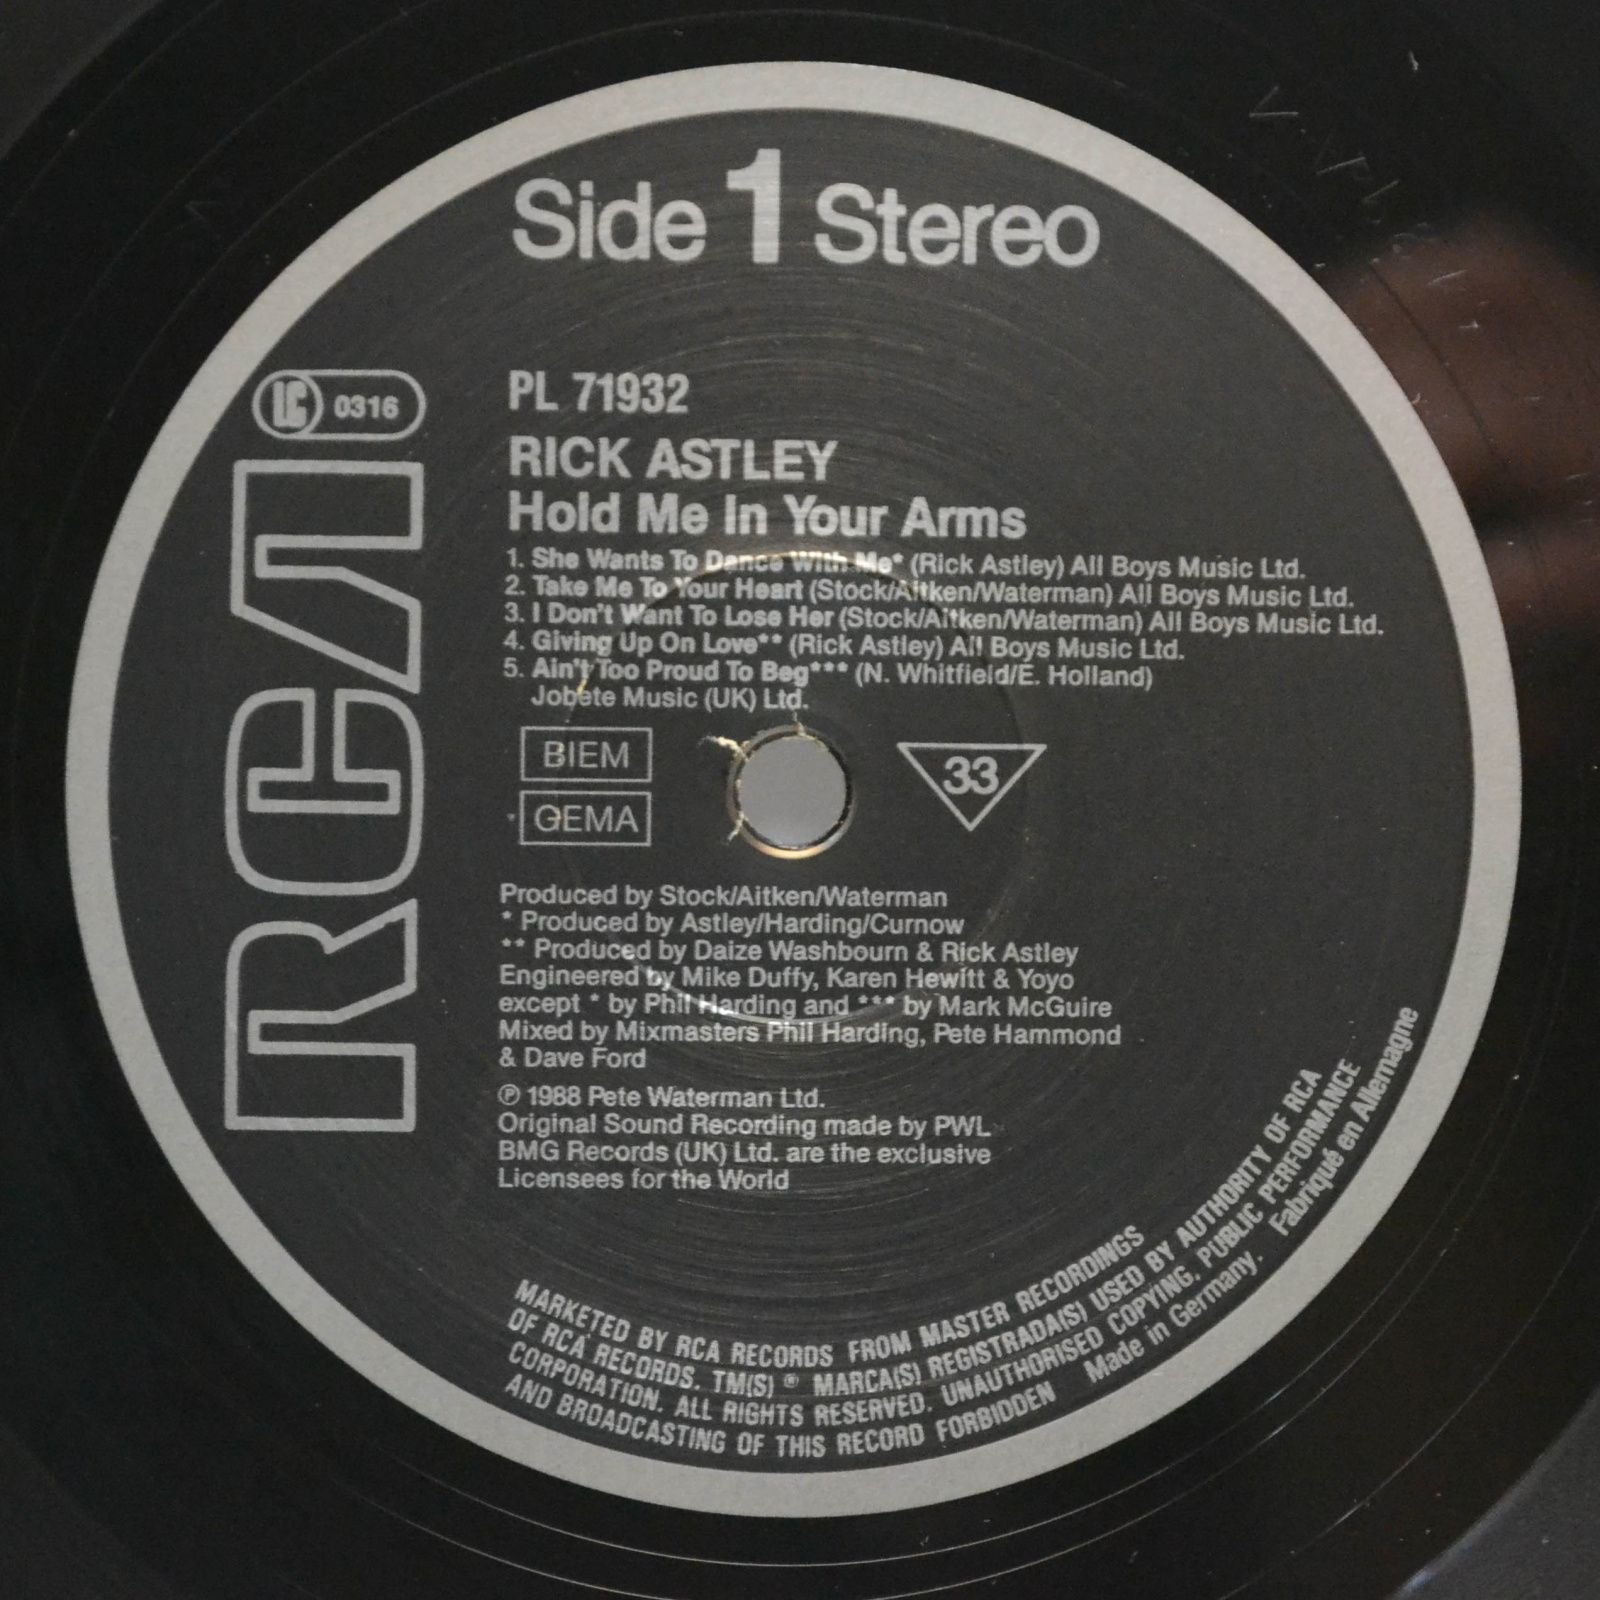 Side 1 Stereo
LC 0316
RCA
PL 71932
RICK ASTLEY
Hold Me In Your Arms
1. She Wants To Dance With Me* (Rick Astley) All Boys Music Ltd.
2. Take Me To Your Heart (Stock/Aitken/Waterman) All Boys Music Ltd.
3. I Don't Want To Lose Her (Stock/Aitken/Waterman) All Boys Music Ltd.
4. Giving Up On Love** (Rick Astley) All Boys Music Ltd.
5. Ain't Too Proud To Beg*** (N. Whitfield/E. Holland)
Jobete Music (UK) Ltd.
BIEM
GEMA
33
Produced by Stock/Aitken/Waterman
* Produced by Astley/Harding/Curnow
** Produced by Daize Washbourn & Rick Astley
Engineered by Mike Duffy, Karen Hewitt & Yoyo
except * by Phil Harding and *** by Mark McGuire
Mixed by Mixmasters Phil Harding, Pete Hammond
& Dave Ford
℗ 1988 Pete Waterman Ltd.
Original Sound Recording made by PWL
BMG Records (UK) Ltd. are the exclusive
Licensees for the World
MARKETED BY RCA RECORDS FROM MASTER RECORDINGS
OF RCA RECORDS. TM(S) ® MARCA(S) REGISTRADA(S) USED BY AUTHORITY OF RCA
CORPORATION. ALL RIGHTS RESERVED. UNAUTHORISED COPYING, PUBLIC PERFORMANCE
AND BROADCASTING OF THIS RECORD FORBIDDEN Made in Germany. Fabriqué en Allemagne